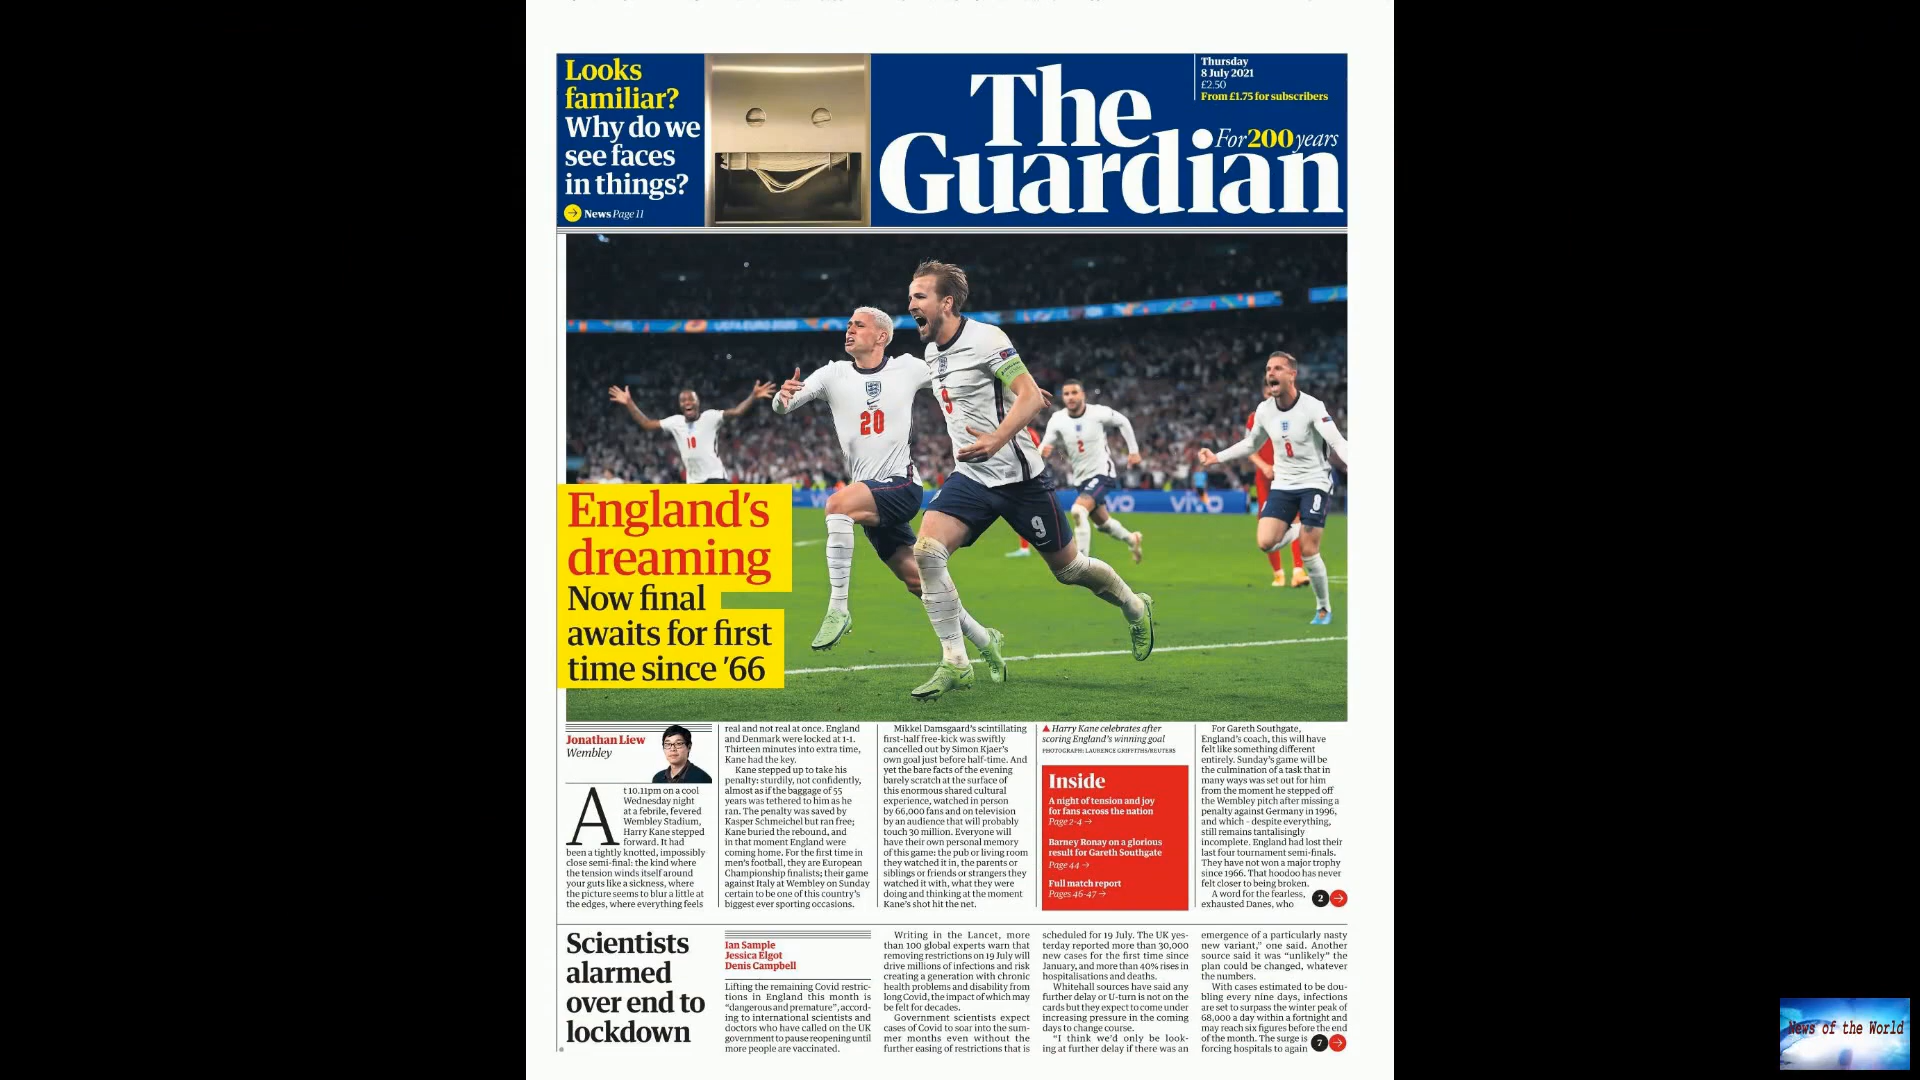 Looks
familiar?
Why do we
see faces
in things?
News Page 11
The
Guardian
For 200 years
Thursday
8 July 2021
£2.50
From £1.75 for subscribers
UEFA EURO 2020
10
20
9
9
2
8
8
vivo
vivo
England's
dreaming
Now final
awaits for first
time since '66
Jonathan Liew
Wembley
At 10.11pm on a cool
Wednesday night
at a febrile, fevered
Wembley Stadium,
Harry Kane stepped
forward. It had
been a tightly knotted, impossibly
close semi-final: the kind where
the tension winds itself around
your guts like a sickness, where
the picture seems to blur a little at
the edges, where everything feels
real and not real at once. England
and Denmark were locked at 1-1.
Thirteen minutes into extra time,
Kane had the key.
Kane stepped up to take his
penalty: sturdily, not confidently,
almost as if the baggage of 55
years was tethered to him as he
ran. The penalty was saved by
Kasper Schmeichel but ran free;
Kane buried the rebound, and
in that moment England were
coming home. For the first time in
men's football, they are European
Championship finalists; their game
against Italy at Wembley on Sunday
certain to be one of this country's
biggest ever sporting occasions.
Mikkel Damsgaard's scintillating
first-half free-kick was swiftly
cancelled out by Simon Kjaer's
own goal just before half-time. And
yet the bare facts of the evening
barely scratch at the surface of
this enormous shared cultural
experience, watched in person
by 66,000 fans and on television
by an audience that will probably
touch 30 million. Everyone will
have their own personal memory
of this game: the pub or living room
they watched it in, the parents or
siblings or friends or strangers they
watched it with, what they were
doing and thinking at the moment
Kane's shot hit the net.
▲ Harry Kane celebrates after
scoring England's winning goal
PHOTOGRAPH: LAURENCE GRIFFITHS/REUTERS
Inside
A night of tension and joy
for fans across the nation
Page 2-4 →
Barney Ronay on a glorious
result for Gareth Southgate
Page 44 →
Full match report
Pages 46-47 →
For Gareth Southgate,
England's coach, this will have
felt like something different
entirely. Sunday's game will be
the culmination of a task that in
many ways was set out for him
from the moment he stepped off
the Wembley pitch after missing a
penalty against Germany in 1996,
and which - despite everything,
still remains tantalisingly
incomplete. England had lost their
last four tournament semi-finals.
They have not won a major trophy
since 1966. That hoodoo has never
felt closer to being broken.
A word for the fearless,
exhausted Danes, who
2
Scientists
alarmed
over end to
lockdown
Ian Sample
Jessica Elgot
Denis Campbell
Lifting the remaining Covid restric-
tions in England this month is
"dangerous and premature", accord-
ing to international scientists and
doctors who have called on the UK
government to pause reopening until
more people are vaccinated.
Writing in the Lancet, more
than 100 global experts warn that
removing restrictions on 19 July will
drive millions of infections and risk
creating a generation with chronic
health problems and disability from
long Covid, the impact of which may
be felt for decades.
Government scientists expect
cases of Covid to soar into the sum-
mer months even without the
further easing of restrictions that is
scheduled for 19 July. The UK yes-
terday reported more than 30,000
new cases for the first time since
January, and more than 40% rises in
hospitalisations and deaths.
Whitehall sources have said any
further delay or U-turn is not on the
cards but they expect to come under
increasing pressure in the coming
days to change course.
"I think we'd only be look-
ing at further delay if there was an
emergence of a particularly nasty
new variant," one said. Another
source said it was "unlikely" the
plan could be changed, whatever
the numbers.
With cases estimated to be dou-
bling every nine days, infections
are set to surpass the winter peak of
68,000 a day within a fortnight and
may reach six figures before the end
of the month. The surge is
forcing hospitals to again
7
News of the World